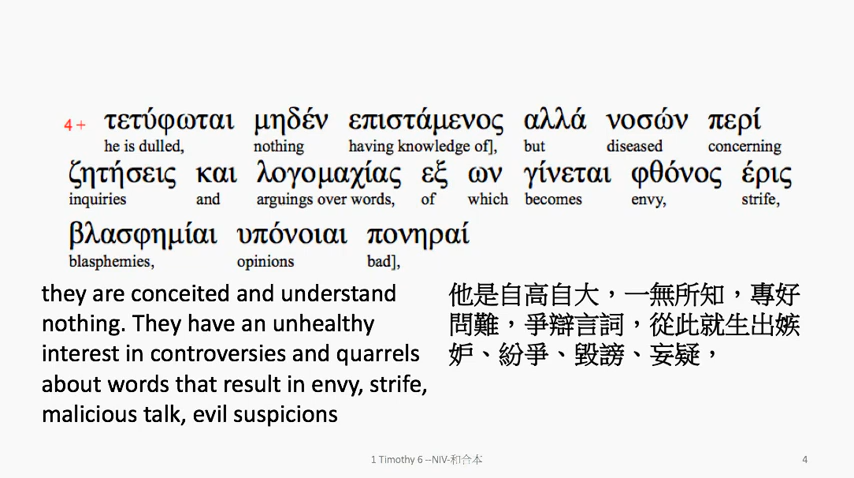 4+ τετύφωται μηδέν επιστάμενος αλλά νοσών περί
he is dulled, nothing having knowledge of], but diseased concerning
ζητήσεις και λογομαχίας εξ ων γίνεται φθόνος έρις
inquiries and arguings over words, of which becomes envy, strife,
βλασφημίαι υπόνοιαι πονηραί
blasphemies, opinions bad],
they are conceited and understand
nothing. They have an unhealthy
interest in controversies and quarrels
about words that result in envy, strife,
malicious talk, evil suspicions
他是自高自大，一無所知，專好
問難，爭辯言詞，從此就生出嫉
妒、紛爭、毀謗、妄疑，
1 Timothy 6 --NIV-和合本
4